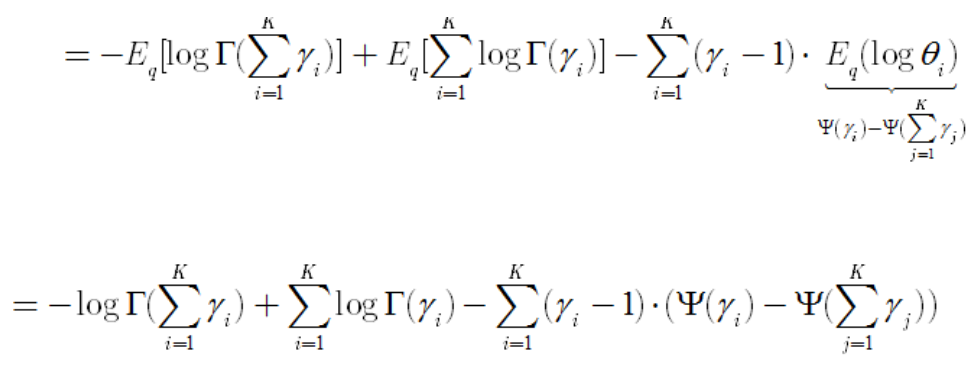 = −E_q[log Γ(∑_{i=1}^{K} γ_i)] + E_q[∑_{i=1}^{K} log Γ(γ_i)] − ∑_{i=1}^{K} (γ_i − 1) · E_q(log θ_i)
Ψ(γ_i) − Ψ(∑_{j=1}^{K} γ_j)
= − log Γ(∑_{i=1}^{K} γ_i) + ∑_{i=1}^{K} log Γ(γ_i) − ∑_{i=1}^{K} (γ_i − 1) · (Ψ(γ_i) − Ψ(∑_{j=1}^{K} γ_j))